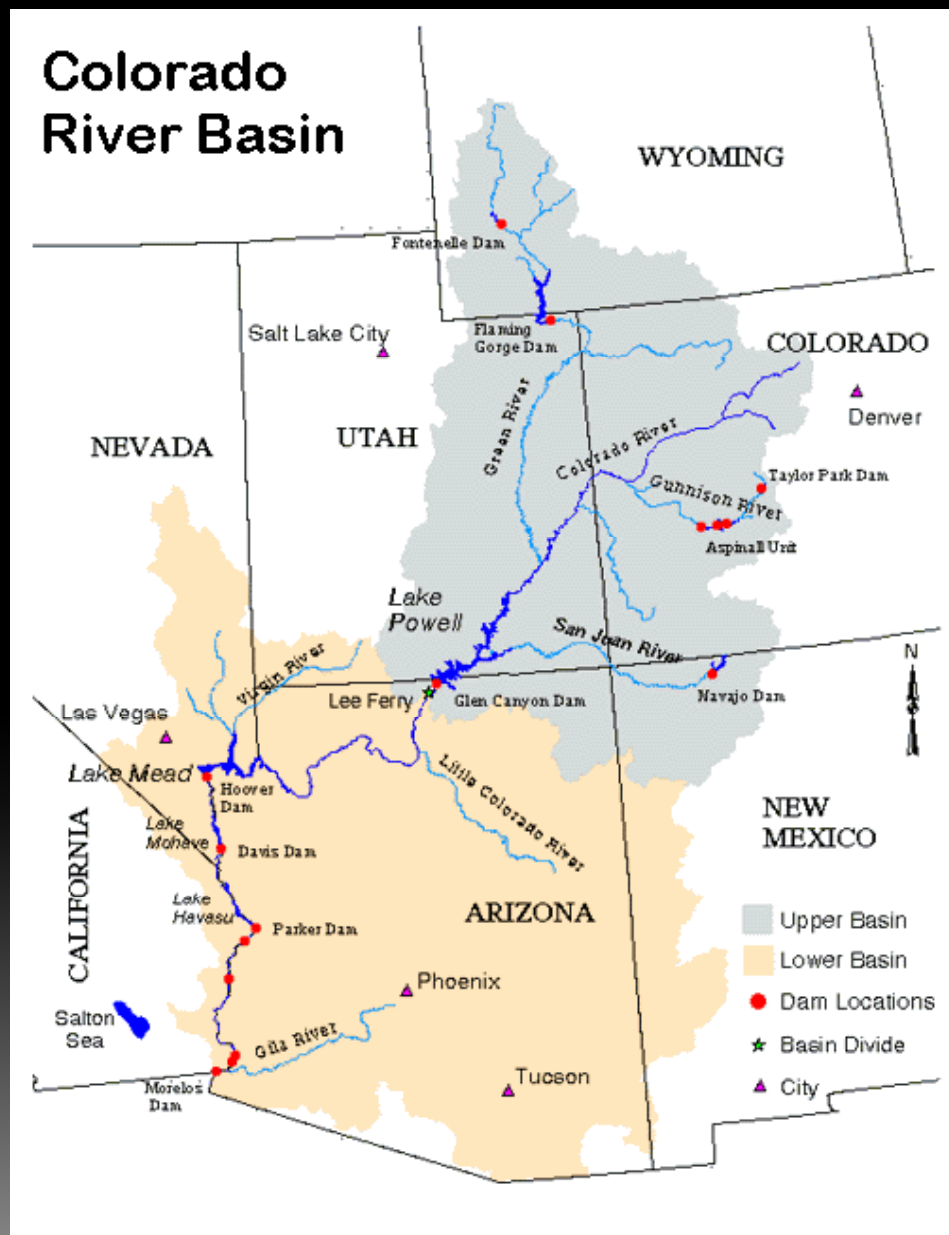 Colorado
River Basin
WYOMING
Fontenelle Dam
Salt Lake City
Flaming
Gorge Dam
COLORADO
Denver
NEVADA
UTAH
Green River
Colorado River
Gunnison River
Taylor Park Dam
Aspinall Unit
Lake
Powell
San Juan River
Navajo Dam
N
Virgin River
Lee Ferry
Glen Canyon Dam
Las Vegas
Lake Mead
Hoover
Dam
Little Colorado River
Lake
Mohave
Davis Dam
NEW
MEXICO
CALIFORNIA
Lake
Havasu
Parker Dam
ARIZONA
Phoenix
Salton
Sea
Gila River
Morelos
Dam
Tucson
Upper Basin
Lower Basin
Dam Locations
Basin Divide
City